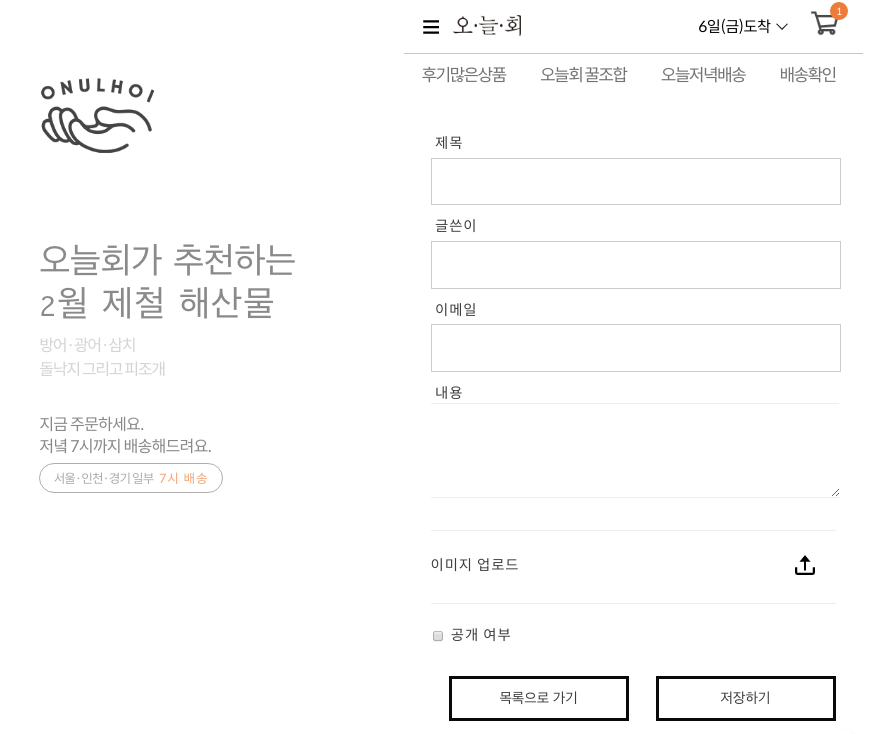 ONULHOI
오늘회가 추천하는
2월 제철 해산물
방어·광어·삼치
돌낙지 그리고 피조개
지금 주문하세요.
저녁 7시까지 배송해드려요.
서울·인천·경기일부 7시 배송
오·늘·회
6일(금)도착
1
후기많은상품 오늘회 꿀조합 오늘저녁배송 배송확인
제목
글쓴이
이메일
내용
이미지 업로드
공개 여부
목록으로 가기 저장하기